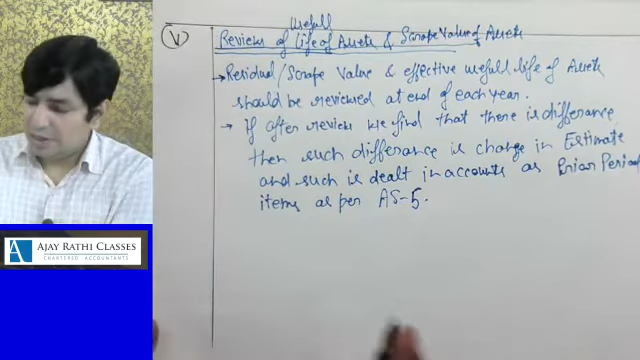 (V) Review of Life of Assets & Scrape Value of Assets
usefull
→ Residual/Scrape Value & effective usefull life of Assets
should be reviewed at end of each year.
→ If after review we find that there is difference
then such difference is change in Estimate
and such is dealt in accounts as Prior Period
items as per AS-5.
A AJAY RATHI CLASSES
CHARTERED ACCOUNTANTS